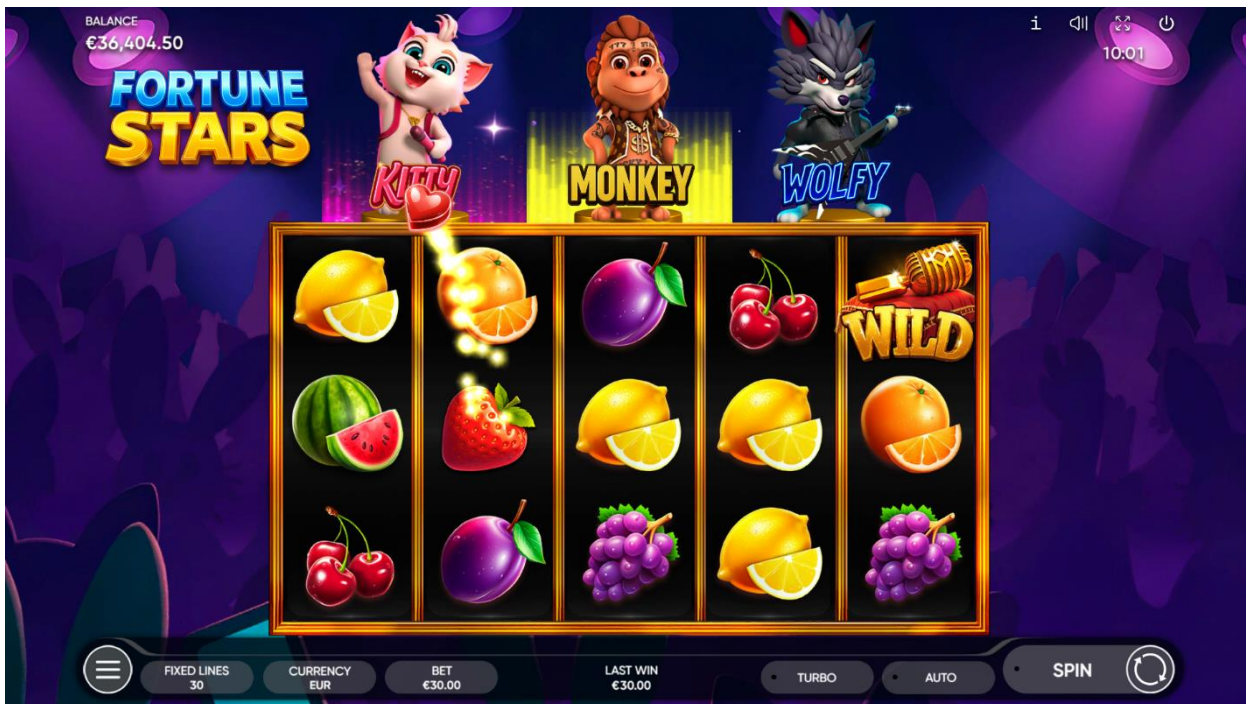 BALANCE
€36,404.50
i
10:01
FORTUNE
STARS
KITTY
MONKEY
WOLFY
WILD
FIXED LINES
30
CURRENCY
EUR
BET
€30.00
LAST WIN
€30.00
TURBO
AUTO
SPIN